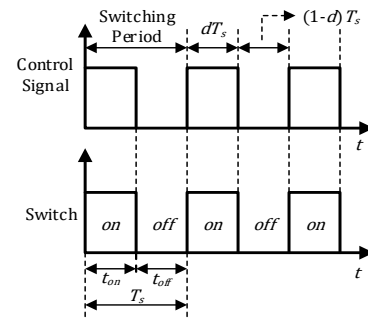 Switching
Period
dTₛ
(1-d) Tₛ
Control
Signal
t
Switch
on off on off on
t
tₒₙ tₒff
Tₛ